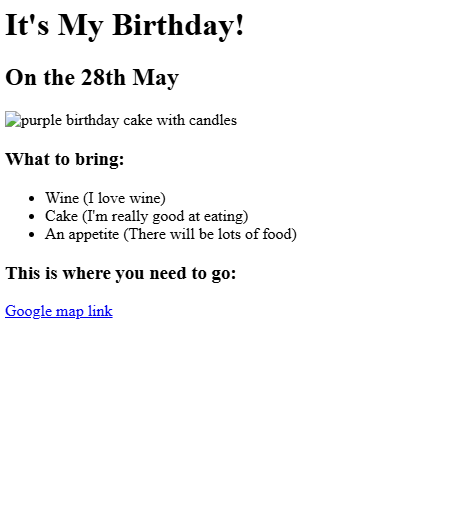 It's My Birthday!
On the 28th May
purple birthday cake with candles
What to bring:
Wine (I love wine)
Cake (I'm really good at eating)
An appetite (There will be lots of food)
This is where you need to go:
Google map link